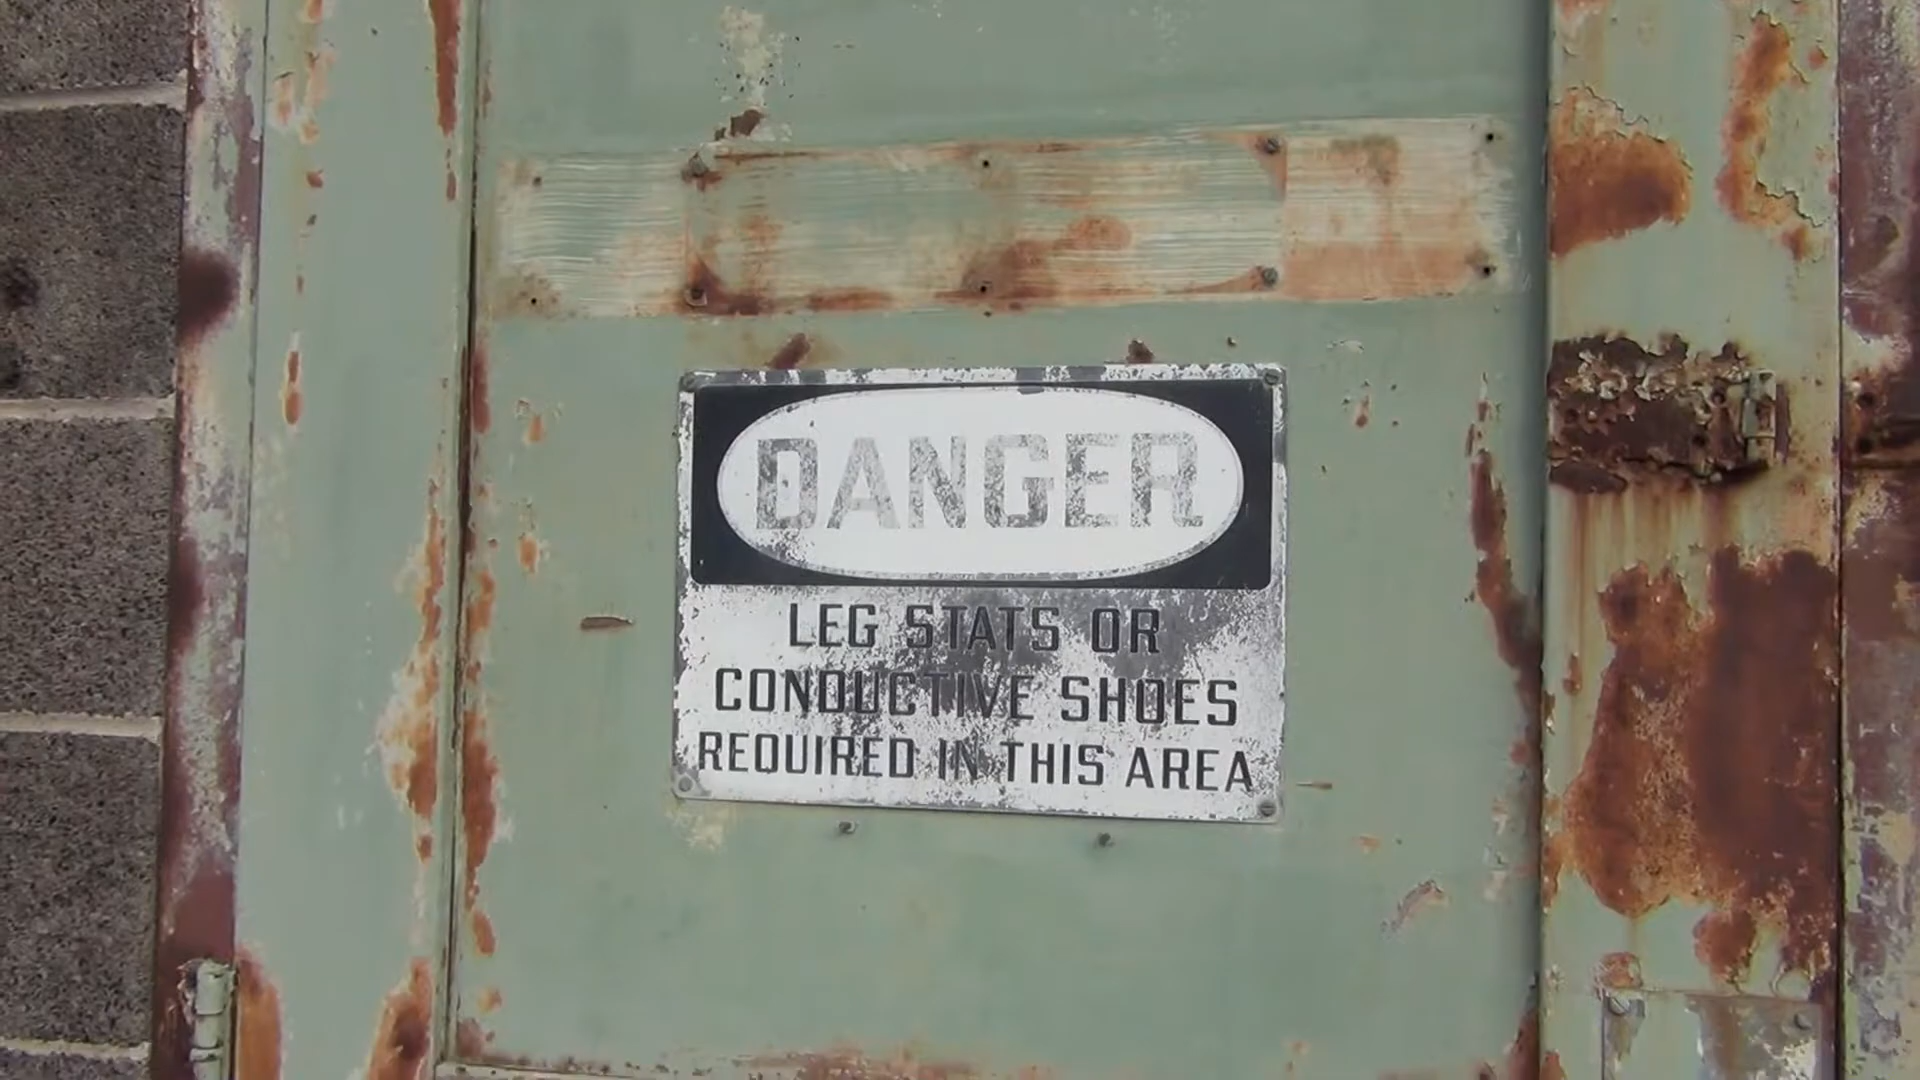 DANGER
LEG STATS OR
CONDUCTIVE SHOES
REQUIRED IN THIS AREA